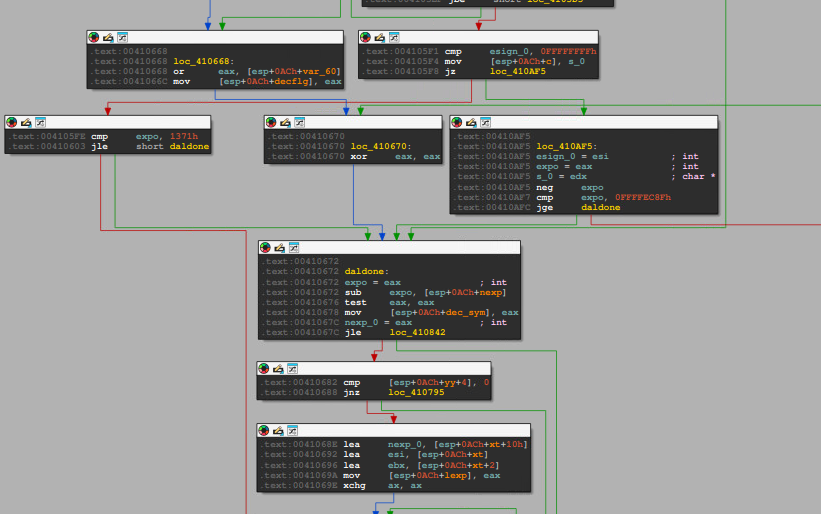 .text:00410668
.text:00410668 loc_410668:
.text:00410668 or eax, [esp+0ACh+var_60]
.text:0041066C mov [esp+0ACh+decflg], eax
.text:004105F1 cmp esign_0, 0FFFFFFFFh
.text:004105F4 mov [esp+0ACh+c], s_0
.text:004105F8 jz loc_410AF5
.text:004105FE cmp expo, 1371h
.text:00410603 jle short daldone
.text:00410670
.text:00410670 loc_410670:
.text:00410670 xor eax, eax
.text:00410AF5
.text:00410AF5 loc_410AF5:
.text:00410AF5 esign_0 = esi ; int
.text:00410AF5 expo = eax ; int
.text:00410AF5 s_0 = edx ; char *
.text:00410AF5 neg expo
.text:00410AF7 cmp expo, 0FFFFEC8Fh
.text:00410AFC jge daldone
.text:00410672
.text:00410672 daldone:
.text:00410672 expo = eax ; int
.text:00410672 sub expo, [esp+0ACh+nexp]
.text:00410676 test eax, eax
.text:00410678 mov [esp+0ACh+dec_sym], eax
.text:0041067C nexp_0 = eax ; int
.text:0041067C jle loc_410842
.text:00410682 cmp [esp+0ACh+yy+4], 0
.text:00410688 jnz loc_410795
.text:0041068E lea nexp_0, [esp+0ACh+xt+10h]
.text:00410692 lea esi, [esp+0ACh+xt]
.text:00410696 lea ebx, [esp+0ACh+xt+2]
.text:0041069A mov [esp+0ACh+lexp], eax
.text:0041069E xchg ax, ax